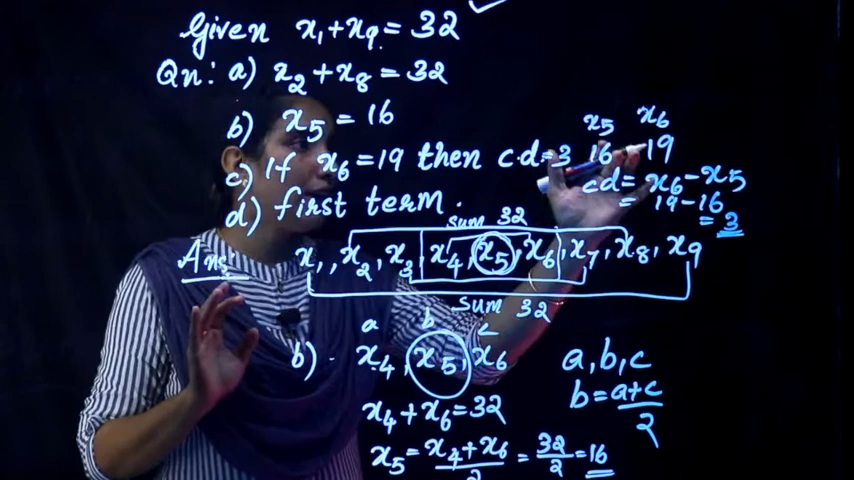 Given x₁+x₉=32
Qn: a) x₂+x₈=32
b) x₅=16
x₅ x₆
c) If x₆=19 then c.d=3 16 19
cd= x₆-x₅
= 19-16
= 3
d) first term.
sum 32
Ans: x₁, x₂, x₃, x₄, x₅, x₆, x₇, x₈, x₉
sum 32
a b c
b) x₄, x₅, x₆
a, b, c
b= a+c/2
x₄+x₆=32
x₅= x₄+x₆/2 = 32/2 =16